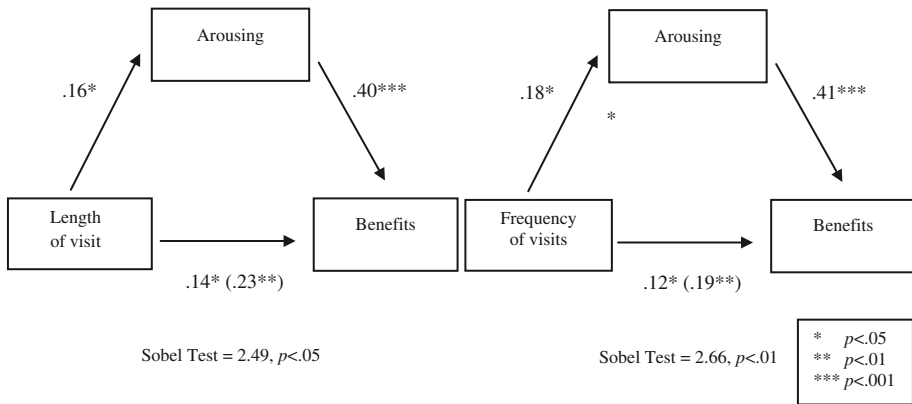 Arousing
.16*
.40***
Length
of visit
Benefits
.14* (.23**)
Sobel Test = 2.49, p<.05
Arousing
.18*
*
.41***
Frequency
of visits
Benefits
.12* (.19**)
Sobel Test = 2.66, p<.01
* p<.05
** p<.01
*** p<.001